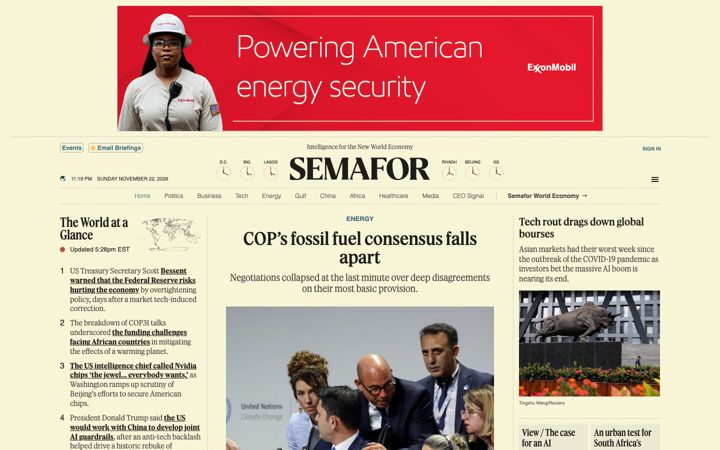 Powering American
energy security
ExxonMobil
Events
Email Briefings
Intelligence for the New World Economy
SIGN IN
D.C.
BXL
LAGOS
SEMAFOR
RIYADH
BEIJING
SG
11:19 PM SUNDAY NOVEMBER 22, 2026
Home
Politics
Business
Tech
Energy
Gulf
China
Africa
Healthcare
Media
CEO Signal
Semafor World Economy →
The World at a
Glance
Updated 5:28pm EST
1 US Treasury Secretary Scott Bessent
warned that the Federal Reserve risks
hurting the economy by overtightening
policy, days after a market tech-induced
correction.
2 The breakdown of COP31 talks
underscored the funding challenges
facing African countries in mitigating
the effects of a warming planet.
3 The US intelligence chief called Nvidia
chips ‘the jewel… everybody wants,’ as
Washington ramps up scrutiny of
Beijing’s efforts to secure American
chips.
4 President Donald Trump said the US
would work with China to develop joint
AI guardrails, after an anti-tech backlash
helped drive a historic rebuke of
ENERGY
COP’s fossil fuel consensus falls
apart
Negotiations collapsed at the last minute over deep disagreements
on their most basic provision.
United Nations
Climate Change
Tech rout drags down global
bourses
Asian markets had their worst week since
the outbreak of the COVID-19 pandemic as
investors bet the massive AI boom is
nearing its end.
Tingshu Wang/Reuters
View / The case
for an AI
An urban test for
South Africa’s